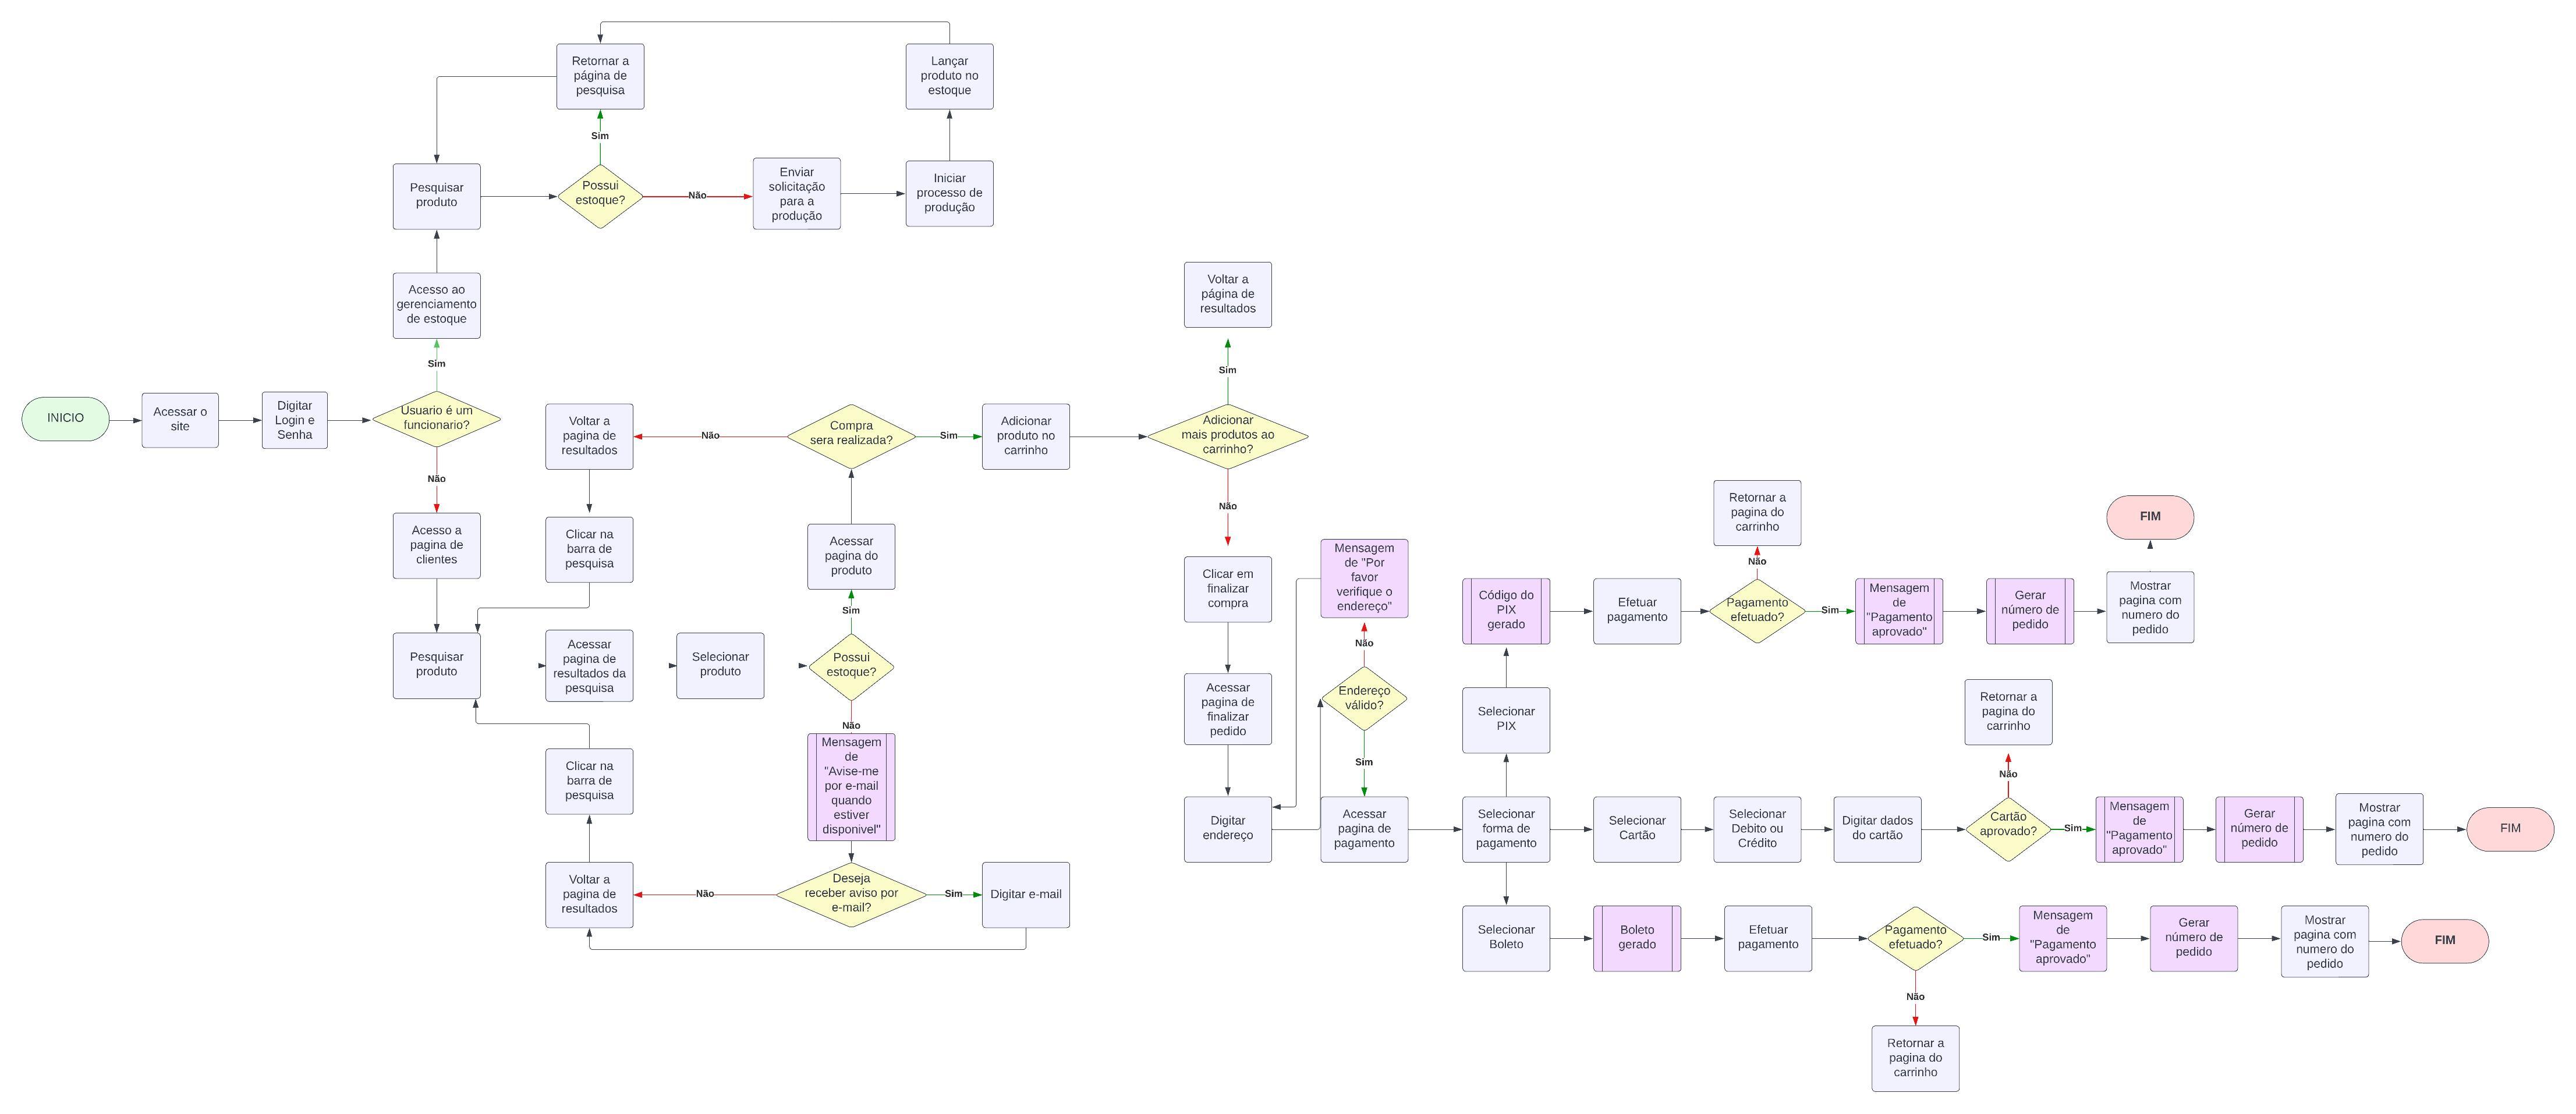 Retornar a
página de
pesquisa
Lançar
produto no
estoque
Sim
Pesquisar
produto
Possui
estoque?
Não
Enviar
solicitação
para a
produção
Iniciar
processo de
produção
Acesso ao
gerenciamento
de estoque
Voltar a
página de
resultados
Sim
Sim
INICIO
Acessar o
site
Digitar
Login e
Senha
Usuario é um
funcionario?
Voltar a
pagina de
resultados
Não
Compra
sera realizada?
Sim
Adicionar
produto no
carrinho
Adicionar
mais produtos ao
carrinho?
Não
Não
Acesso a
pagina de
clientes
Clicar na
barra de
pesquisa
Acessar
pagina do
produto
Clicar em
finalizar
compra
Mensagem
de "Por
favor
verifique o
endereço"
Retornar a
pagina do
carrinho
FIM
Não
Código do
PIX
gerado
Efetuar
pagamento
Pagamento
efetuado?
Sim
Mensagem
de
"Pagamento
aprovado"
Gerar
número de
pedido
Mostrar
pagina com
numero do
pedido
Sim
Não
Pesquisar
produto
Acessar
pagina de
resultados da
pesquisa
Selecionar
produto
Possui
estoque?
Acessar
pagina de
finalizar
pedido
Endereço
válido?
Selecionar
PIX
Retornar a
pagina do
carrinho
Não
Mensagem
de
"Avise-me
por e-mail
quando
estiver
disponivel"
Clicar na
barra de
pesquisa
Sim
Não
Digitar
endereço
Acessar
pagina de
pagamento
Selecionar
forma de
pagamento
Selecionar
Cartão
Selecionar
Debito ou
Crédito
Digitar dados
do cartão
Cartão
aprovado?
Sim
Mensagem
de
"Pagamento
aprovado"
Gerar
número de
pedido
Mostrar
pagina com
numero do
pedido
FIM
Voltar a
pagina de
resultados
Não
Deseja
receber aviso por
e-mail?
Sim
Digitar e-mail
Selecionar
Boleto
Boleto
gerado
Efetuar
pagamento
Pagamento
efetuado?
Sim
Mensagem
de
"Pagamento
aprovado"
Gerar
número de
pedido
Mostrar
pagina com
numero do
pedido
FIM
Não
Retornar a
pagina do
carrinho